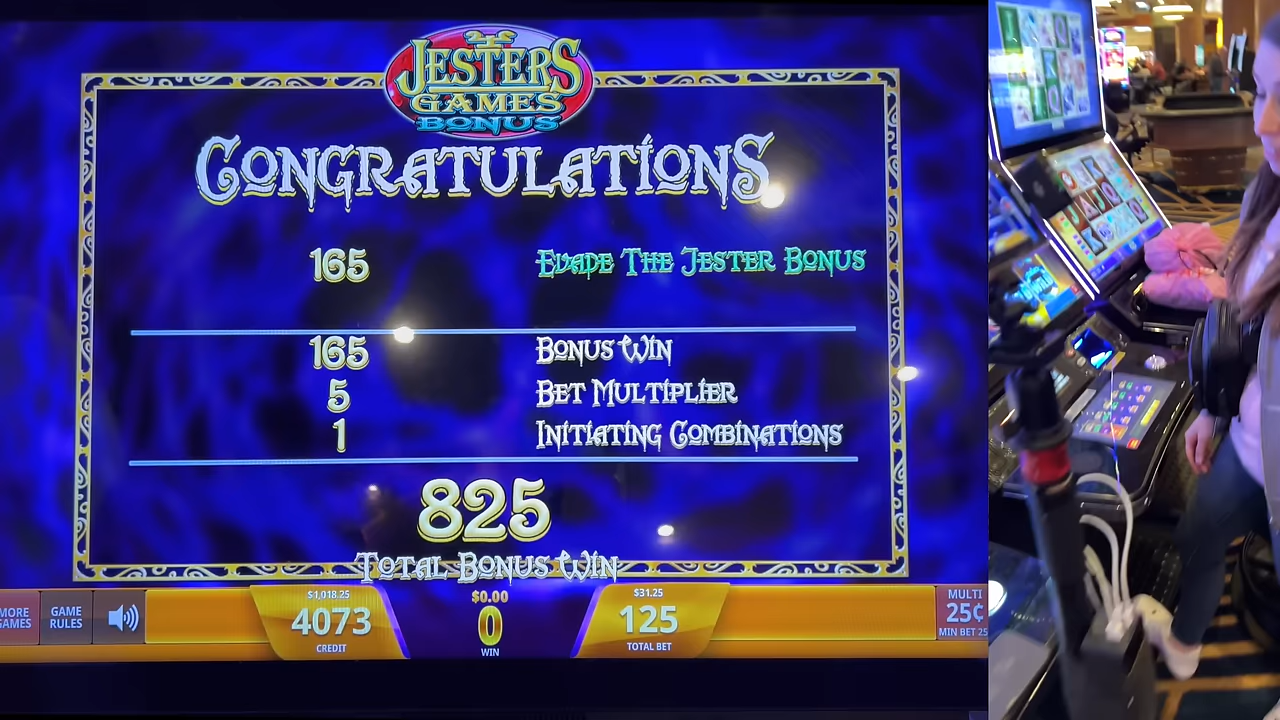 JESTERS
GAMES
BONUS
CONGRATULATIONS
165 EVADE THE JESTER BONUS
165 BONUS WIN
5 BET MULTIPLIER
1 INITIATING COMBINATIONS
825
TOTAL BONUS WIN
MORE GAMES
GAME RULES
$1,018.25
4073
CREDIT
$0.00
0
WIN
$31.25
125
TOTAL BET
MULTI
25¢
MIN BET 25